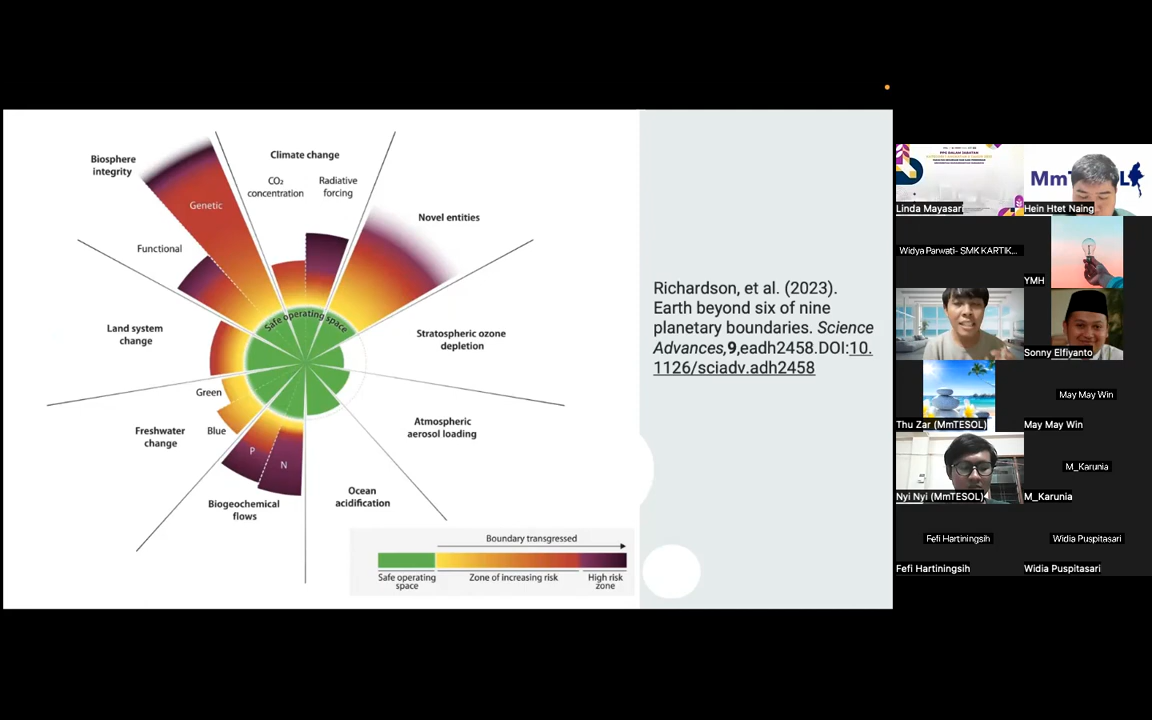 Biosphere
integrity
Climate change
CO₂
concentration
Radiative
forcing
Genetic
Novel entities
Functional
Safe operating space
Land system
change
Stratospheric ozone
depletion
Green
Blue
Freshwater
change
Atmospheric
aerosol loading
P
N
Biogeochemical
flows
Ocean
acidification
Boundary transgressed
Safe operating
space
Zone of increasing risk
High risk
zone
Richardson, et al. (2023).
Earth beyond six of nine
planetary boundaries. Science
Advances,9,eadh2458.DOI:10.
1126/sciadv.adh2458
PPG DALAM JABATAN
Linda Mayasari
MmTESOL
Hein Htet Naing
Widya Parwati- SMK KARTIK...
YMH
Sonny Elfiyanto
Thu Zar (MmTESOL)
May May Win
May May Win
Nyi Nyi (MmTESOL)
M_Karunia
M_Karunia
Fefi Hartiningsih
Fefi Hartiningsih
Widia Puspitasari
Widia Puspitasari